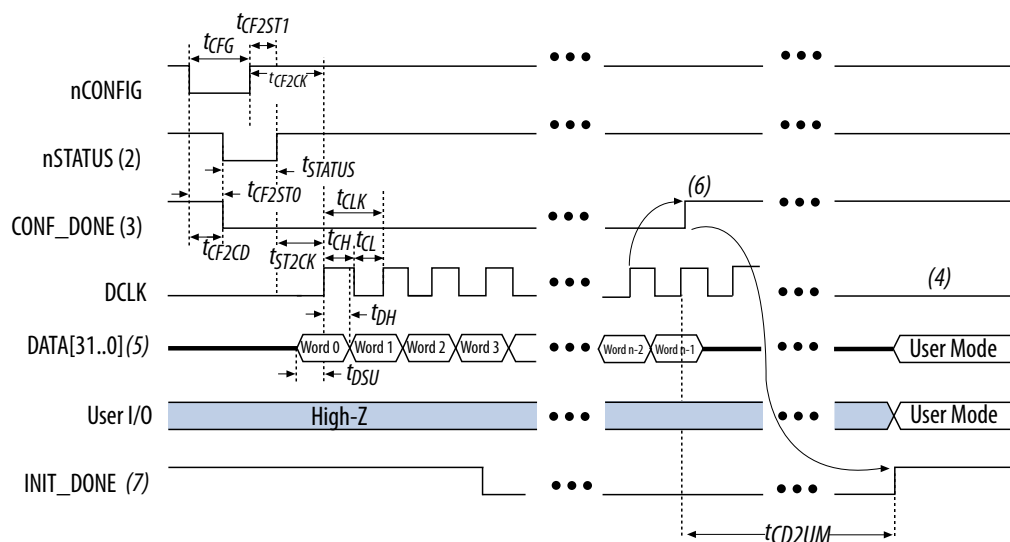 tCF2ST1
tCFG
tCF2CK
nCONFIG
nSTATUS (2)
tSTATUS
tCF2ST0
tCLK
(6)
CONF_DONE (3)
tCF2CD
tST2CK
tCH
tCL
DCLK
(4)
tDH
DATA[31..0](5)
Word 0
Word 1
Word 2
Word 3
Word n-2
Word n-1
User Mode
tDSU
User I/O
High-Z
User Mode
INIT_DONE (7)
tCD2UM